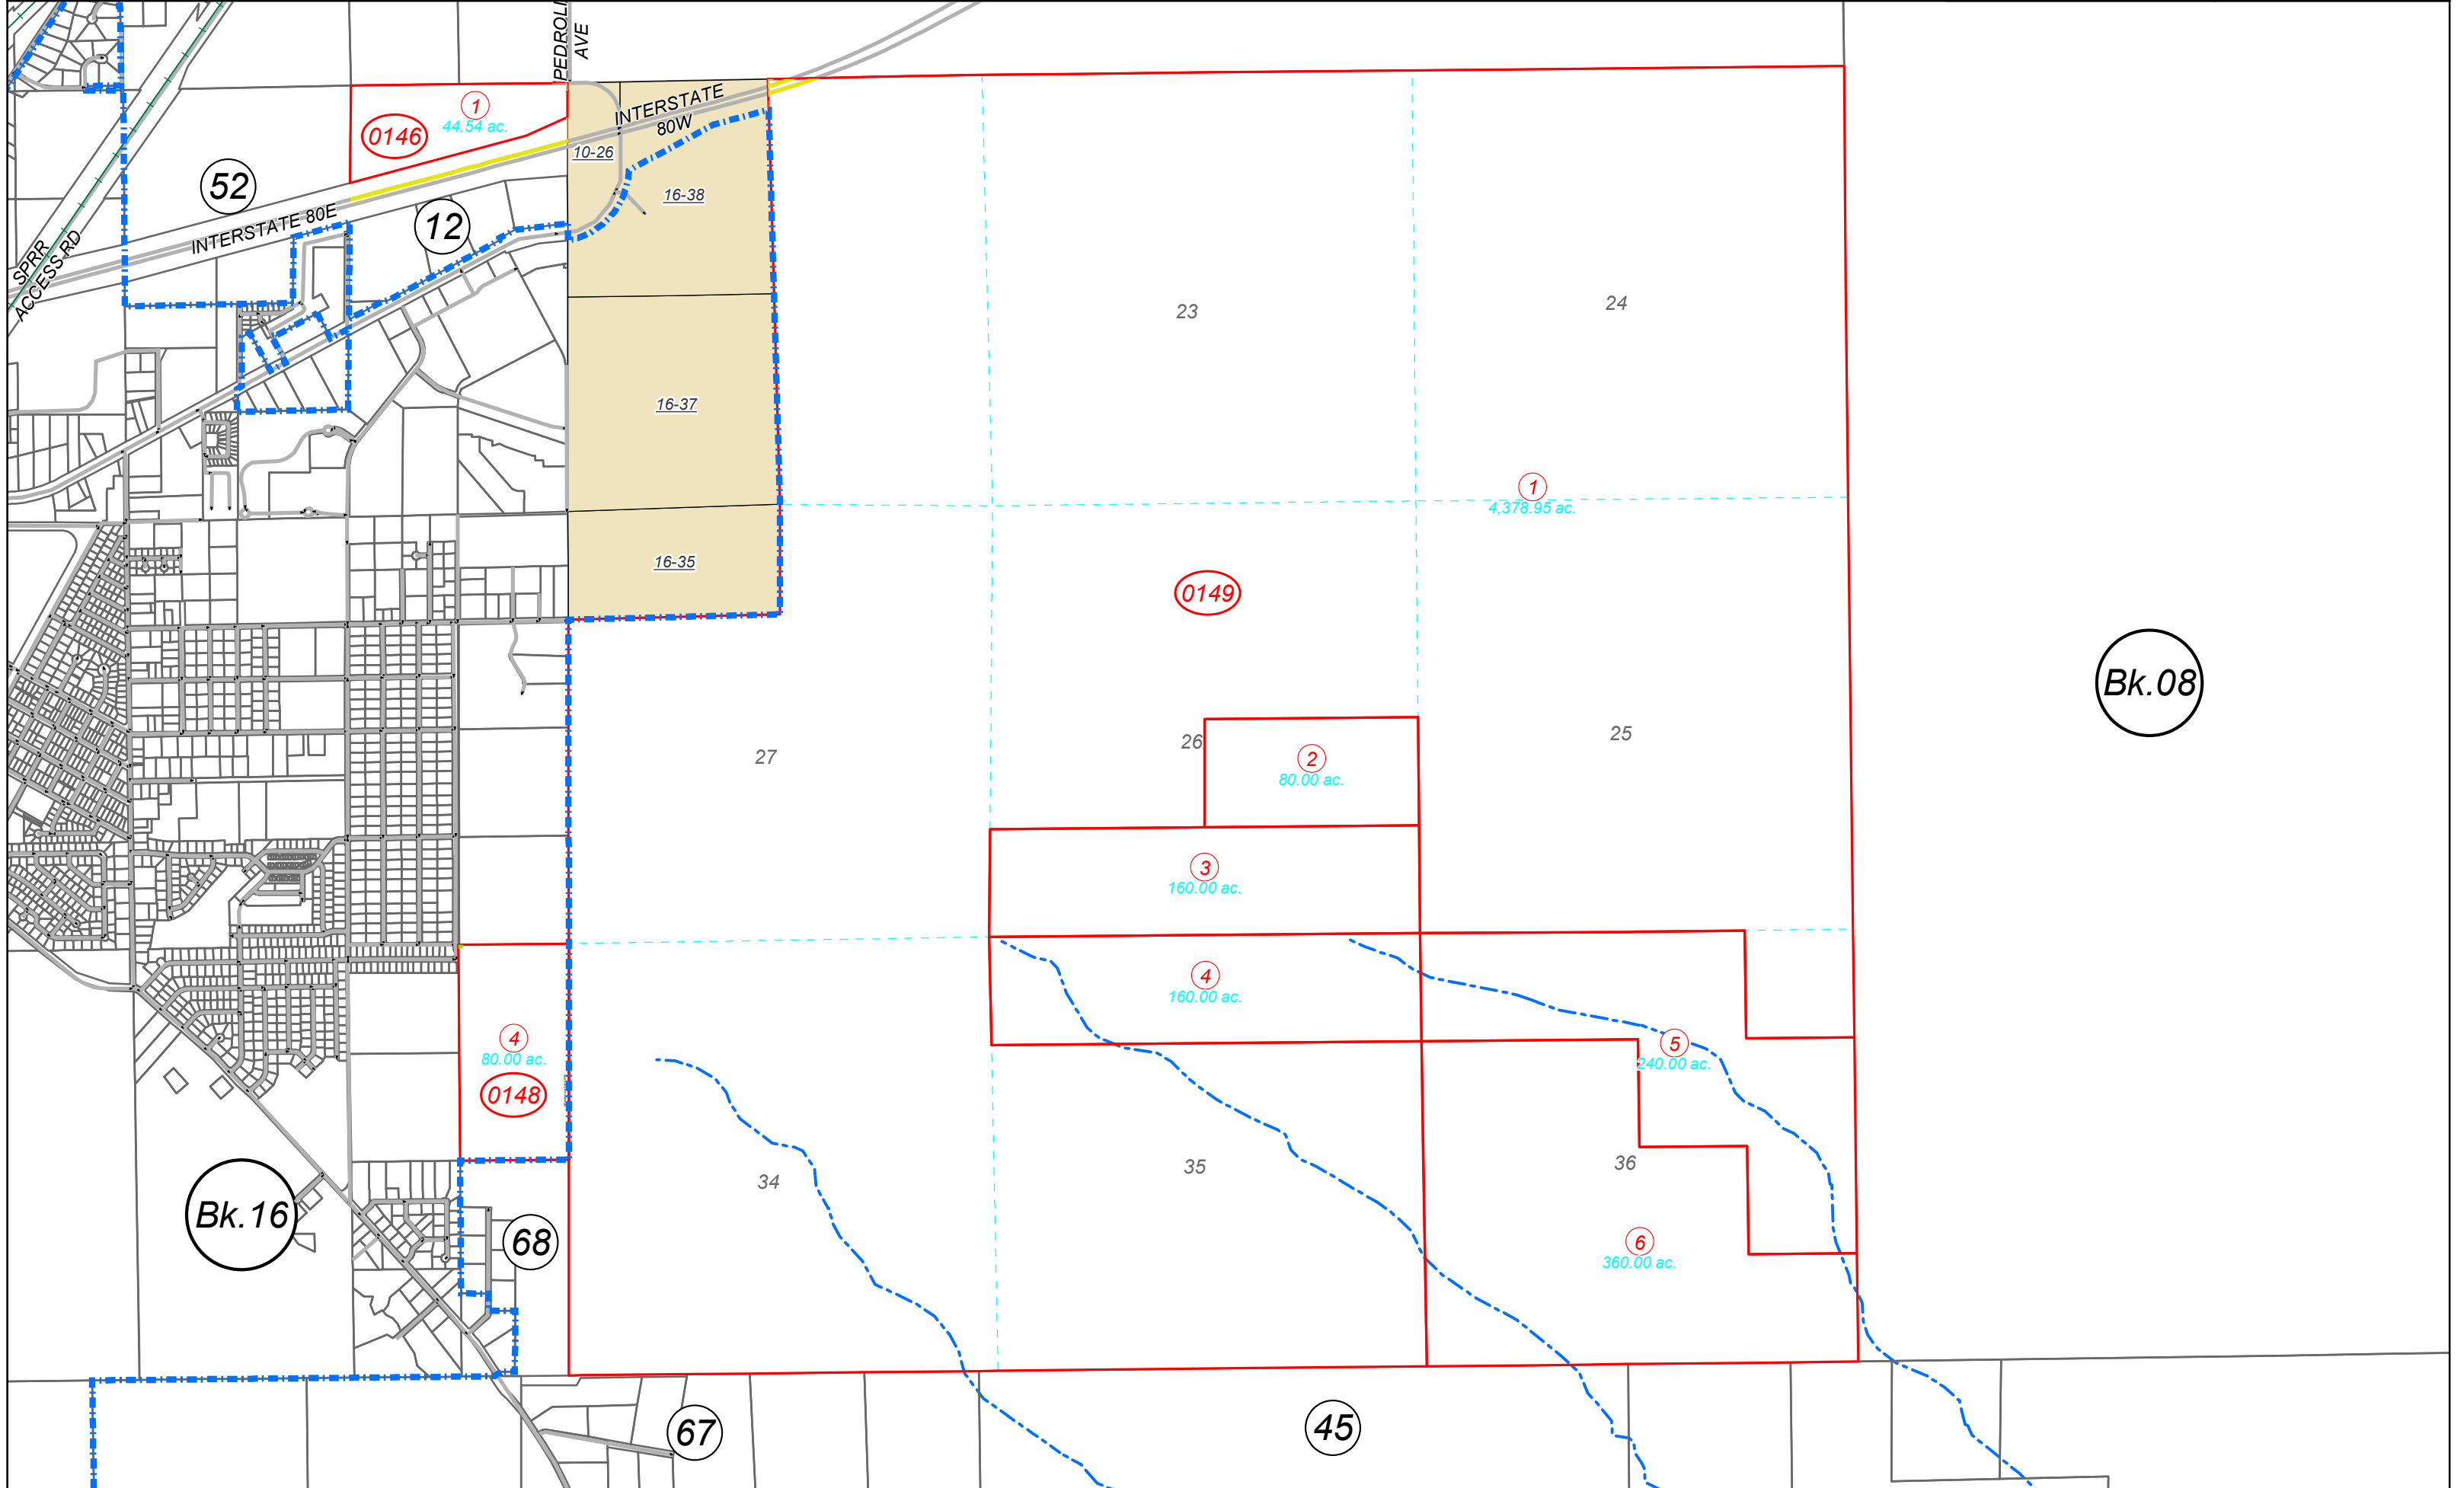 PEDROLI
AVE
1
44.54 ac.
0146
INTERSTATE
80W
10-26
52
16-38
12
INTERSTATE 80E
SPRR
ACCESS RD
23
24
16-37
1
4,378.95 ac.
16-35
0149
Bk.08
27
26
25
2
80.00 ac.
3
160.00 ac.
4
160.00 ac.
4
80.00 ac.
0148
5
240.00 ac.
34
35
36
Bk.16
68
6
360.00 ac.
67
45